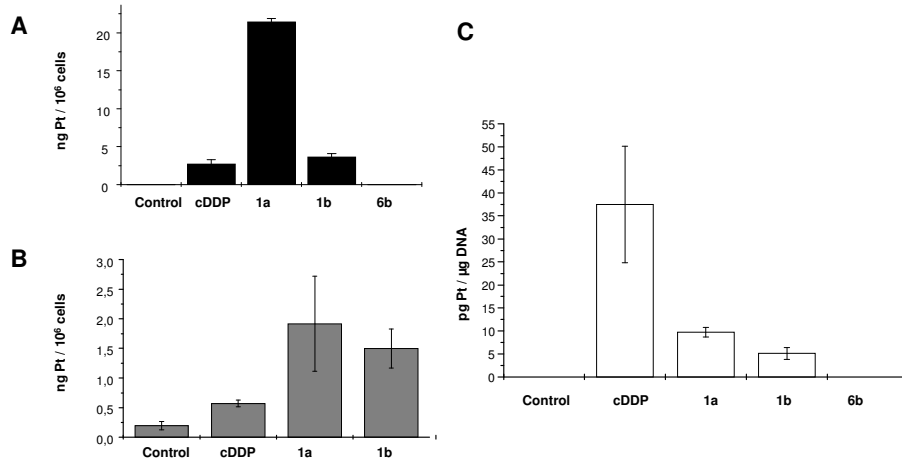 A
ng Pt / 10⁶ cells
20
15
10
5
0
Control cDDP 1a 1b 6b
B
ng Pt / 10⁶ cells
3,0
2,5
2,0
1,5
1,0
0,5
0,0
Control cDDP 1a 1b
C
pg Pt / µg DNA
55
50
45
40
35
30
25
20
15
10
5
0
Control cDDP 1a 1b 6b